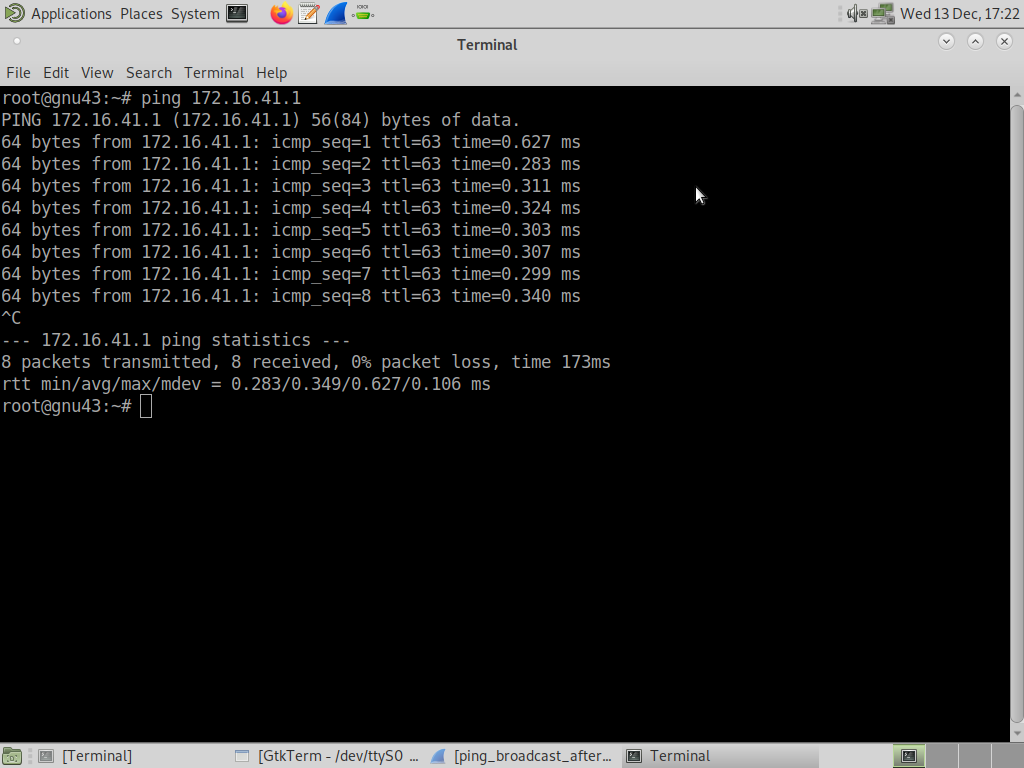 Applications Places System Wed 13 Dec, 17:22
Terminal
File Edit View Search Terminal Help
root@gnu43:~# ping 172.16.41.1
PING 172.16.41.1 (172.16.41.1) 56(84) bytes of data.
64 bytes from 172.16.41.1: icmp_seq=1 ttl=63 time=0.627 ms
64 bytes from 172.16.41.1: icmp_seq=2 ttl=63 time=0.283 ms
64 bytes from 172.16.41.1: icmp_seq=3 ttl=63 time=0.311 ms
64 bytes from 172.16.41.1: icmp_seq=4 ttl=63 time=0.324 ms
64 bytes from 172.16.41.1: icmp_seq=5 ttl=63 time=0.303 ms
64 bytes from 172.16.41.1: icmp_seq=6 ttl=63 time=0.307 ms
64 bytes from 172.16.41.1: icmp_seq=7 ttl=63 time=0.299 ms
64 bytes from 172.16.41.1: icmp_seq=8 ttl=63 time=0.340 ms
^C
--- 172.16.41.1 ping statistics ---
8 packets transmitted, 8 received, 0% packet loss, time 173ms
rtt min/avg/max/mdev = 0.283/0.349/0.627/0.106 ms
root@gnu43:~#
[Terminal] [GtkTerm - /dev/ttyS0 ... [ping_broadcast_after... Terminal